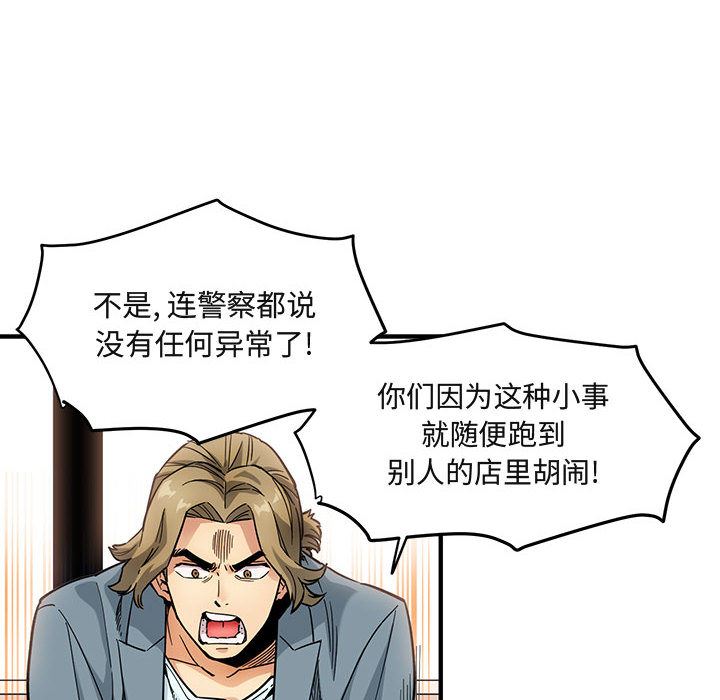 不是, 连警察都说
没有任何异常了!
你们因为这种小事
就随便跑到
别人的店里胡闹!